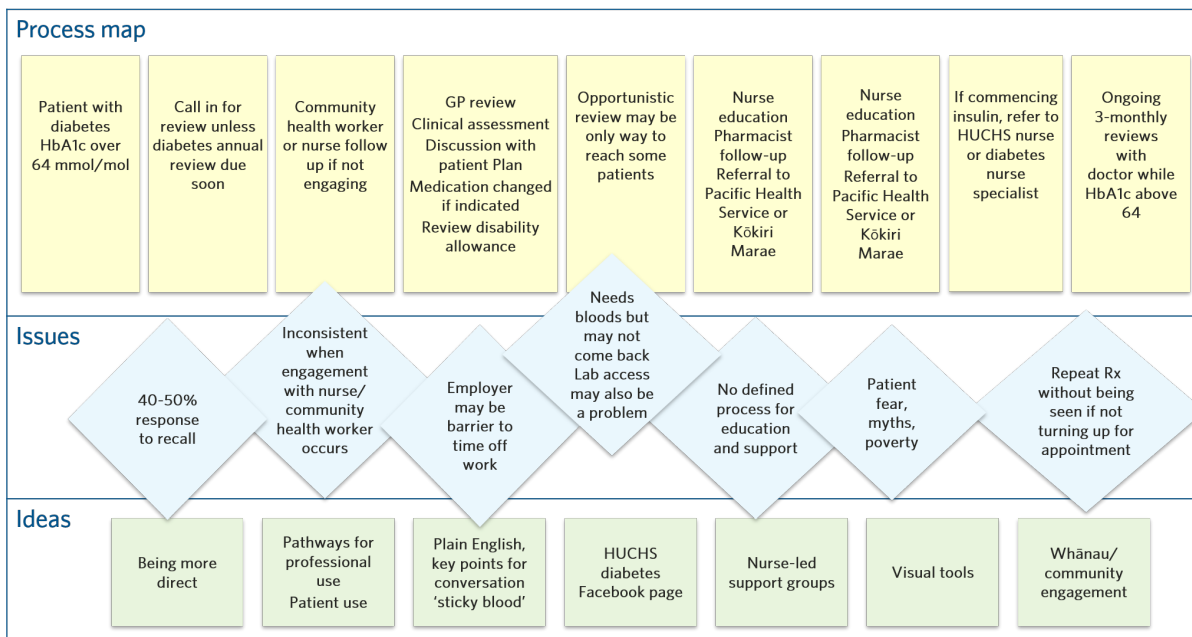 Process map
Patient with
diabetes
HbA1c over
64 mmol/mol
Call in for
review unless
diabetes annual
review due
soon
Community
health worker
or nurse follow
up if not
engaging
GP review
Clinical assessment
Discussion with
patient Plan
Medication changed
if indicated
Review disability
allowance
Opportunistic
review may be
only way to
reach some
patients
Nurse
education
Pharmacist
follow-up
Referral to
Pacific Health
Service or
Kōkiri
Marae
Nurse
education
Pharmacist
follow-up
Referral to
Pacific Health
Service or
Kōkiri
Marae
If commencing
insulin, refer to
HUCHS nurse
or diabetes
nurse
specialist
Ongoing
3-monthly
reviews
with
doctor while
HbA1c above
64
Issues
40-50%
response
to recall
Inconsistent
when
engagement
with nurse/
community
health worker
occurs
Employer
may be
barrier to
time off
work
Needs
bloods but
may not
come back
Lab access
may also be
a problem
No defined
process for
education
and support
Patient
fear,
myths,
poverty
Repeat Rx
without being
seen if not
turning up for
appointment
Ideas
Being more
direct
Pathways for
professional
use
Patient use
Plain English,
key points for
conversation
‘sticky blood’
HUCHS
diabetes
Facebook page
Nurse-led
support groups
Visual tools
Whānau/
community
engagement